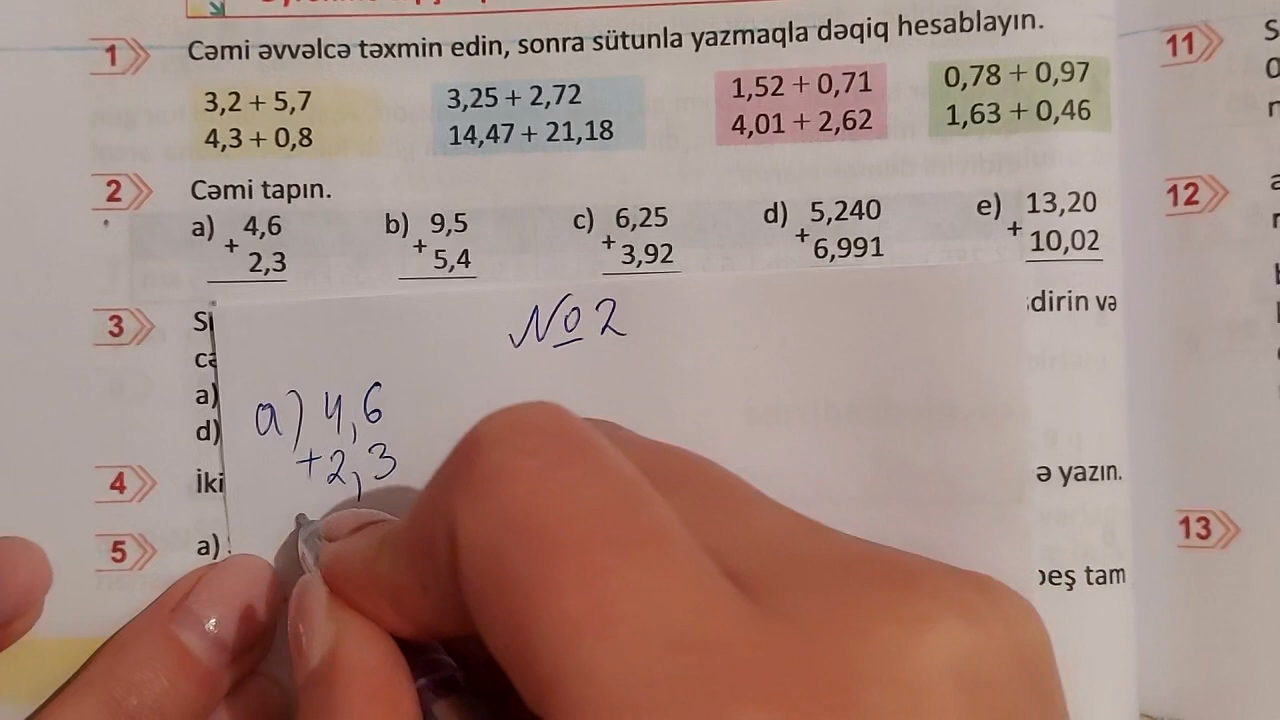 1 Cəmi əvvəlcə təxmin edin, sonra sütunla yazmaqla dəqiq hesablayın.
3,2 + 5,7
4,3 + 0,8
3,25 + 2,72
14,47 + 21,18
1,52 + 0,71
4,01 + 2,62
0,78 + 0,97
1,63 + 0,46
2 Cəmi tapın.
a) 4,6
+ 2,3
b) 9,5
+ 5,4
c) 6,25
+ 3,92
d) 5,240
+ 6,991
e) 13,20
+ 10,02
3
dirin və
a)
d)
4 İki
ə yazın.
5 a)
beş tam
№ 2
a) 4,6
+2,3
11
12
13